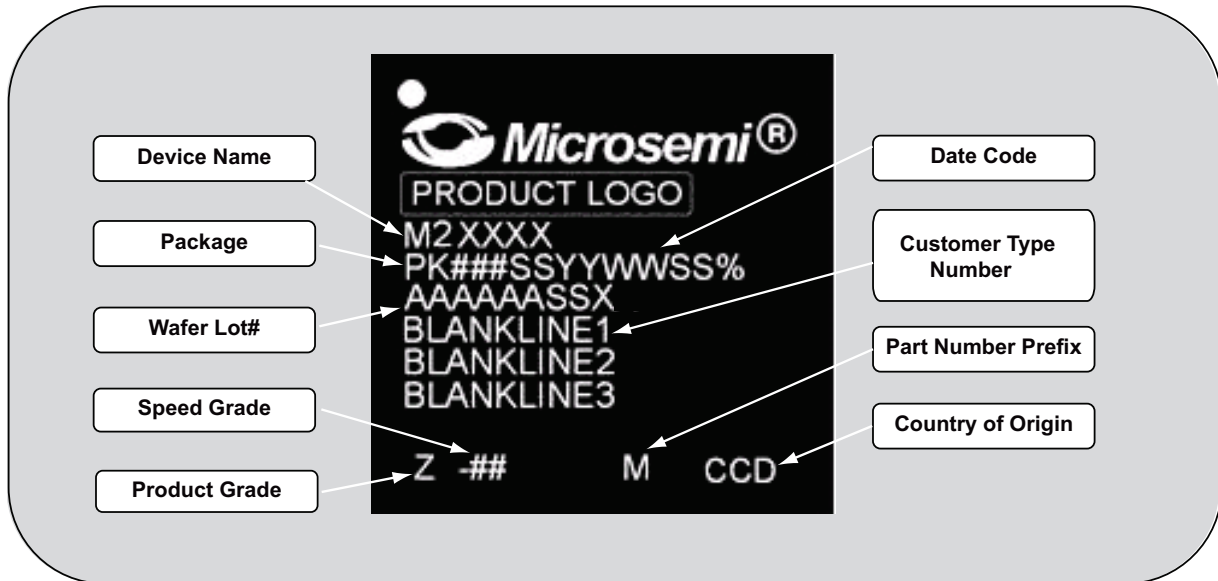 Microsemi®
PRODUCT LOGO
M2XXXX
PK###SSYYWWSS%
AAAAAASSX
BLANKLINE1
BLANKLINE2
BLANKLINE3
Z -## M CCD
Device Name
Package
Wafer Lot#
Speed Grade
Product Grade
Date Code
Customer Type
Number
Part Number Prefix
Country of Origin